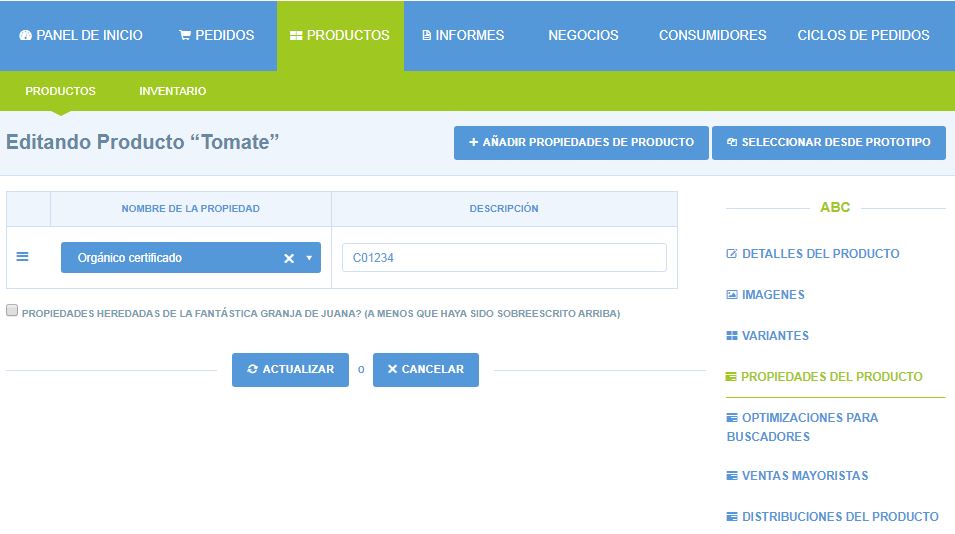 PANEL DE INICIO PEDIDOS PRODUCTOS INFORMES NEGOCIOS CONSUMIDORES CICLOS DE PEDIDOS
PRODUCTOS INVENTARIO
Editando Producto “Tomate”
AÑADIR PROPIEDADES DE PRODUCTO SELECCIONAR DESDE PROTOTIPO
NOMBRE DE LA PROPIEDAD DESCRIPCIÓN
Orgánico certificado C01234
PROPIEDADES HEREDADAS DE LA FANTÁSTICA GRANJA DE JUANA? (A MENOS QUE HAYA SIDO SOBREESCRITO ARRIBA)
ACTUALIZAR O CANCELAR
ABC
DETALLES DEL PRODUCTO
IMAGENES
VARIANTES
PROPIEDADES DEL PRODUCTO
OPTIMIZACIONES PARA
BUSCADORES
VENTAS MAYORISTAS
DISTRIBUCIONES DEL PRODUCTO